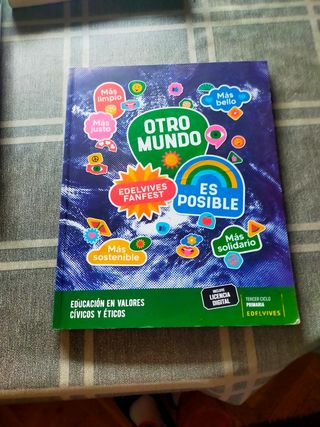 Más
limpio
Más
bello
Más
justo
OTRO
MUNDO
EDELVIVES
FANFEST
ES
POSIBLE
Más
sostenible
Más
solidario
EDUCACIÓN EN VALORES
CÍVICOS Y ÉTICOS
INCLUYE
LICENCIA
DIGITAL
TERCER CICLO
PRIMARIA
EDELVIVES